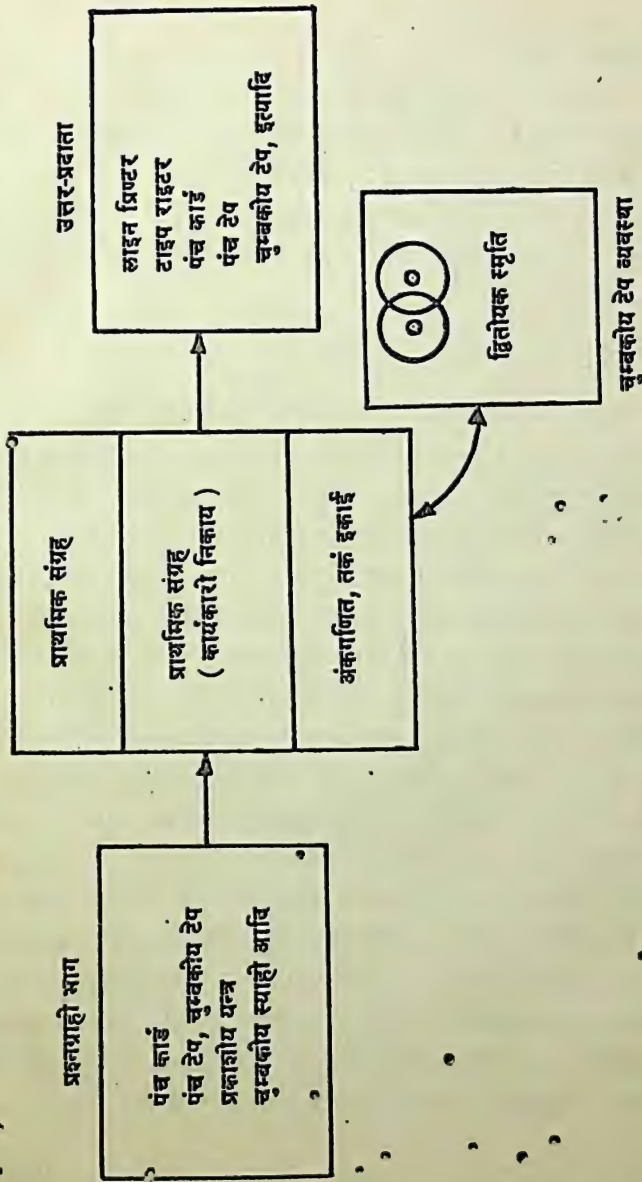 प्रश्नग्राही भाग
पंच कार्ड
पंच टेप, चुम्बकीय टेप
प्रकाशीय यन्त्र
चुम्बकीय स्याही आदि
प्राथमिक संग्रह
प्राथमिक संग्रह
( कार्यकारी निकाय )
अंकगणित, तर्क इकाई
उत्तर-प्रदाता
लाइन प्रिण्टर
टाइप राइटर
पंच कार्ड
पंच टेप
चुम्बकीय टेप, इत्यादि
द्वितीयक स्मृति
चुम्बकीय टेप व्यवस्था